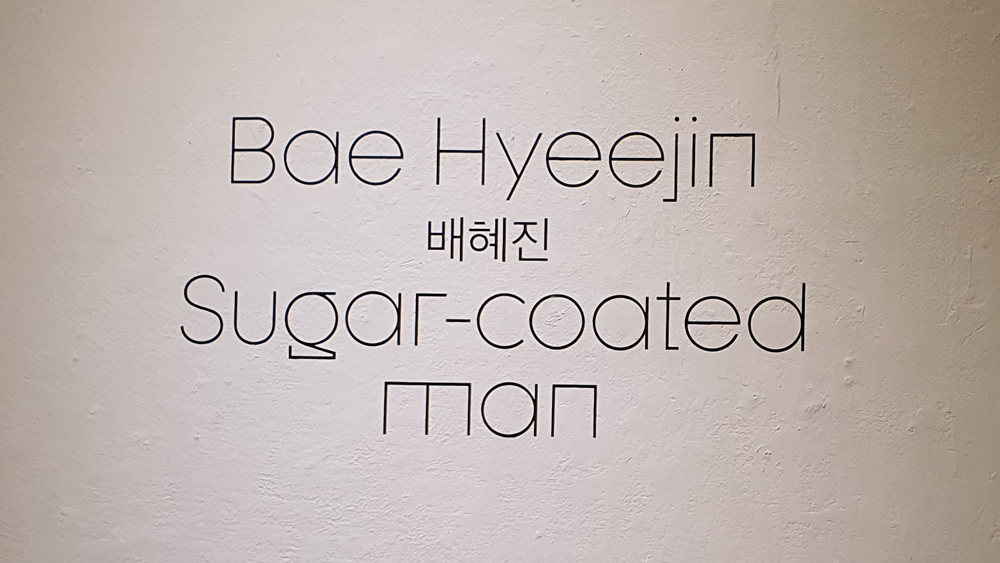 Bae Hyeejin
배혜진
Sugar-coated
man